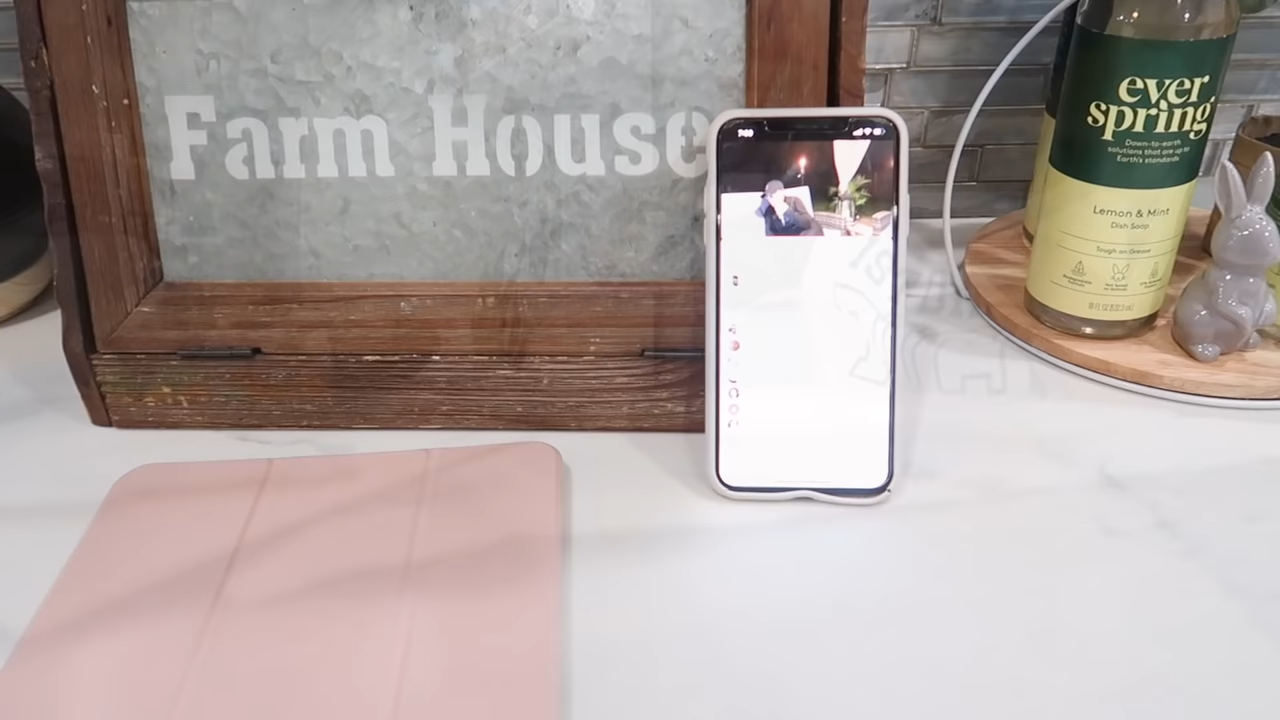 Farm House
ever
spring
Down-to-earth
solutions that are up to
Earth's standards
Lemon & Mint
Dish Soap
Tough on Grease